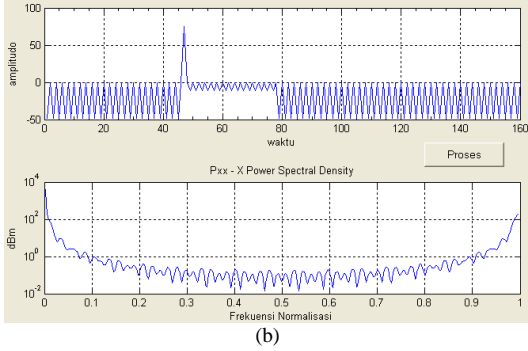 100
50
0
-50
amplitudo
0 20 40 60 80 100 120 140 160
waktu
Proses
Pxx - X Power Spectral Density
10^4
10^2
10^0
10^-2
dBm
0 0.1 0.2 0.3 0.4 0.5 0.6 0.7 0.8 0.9 1
Frekuensi Normalisasi
(b)